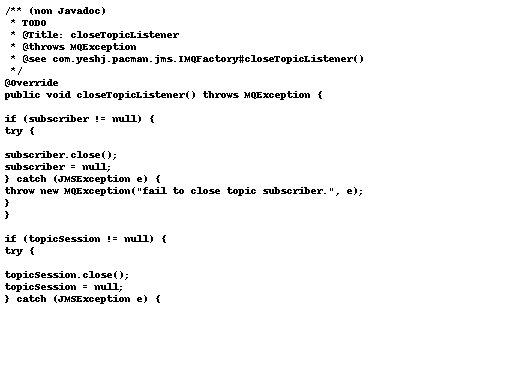 /** (non Javadoc)
* TODO
* @Title: closeTopicListener
* @throws MQException
* @see com.yeshj.pacman.jms.IMQFactory#closeTopicListener()
*/
@Override
public void closeTopicListener() throws MQException {
if (subscriber != null) {
try {
subscriber.close();
subscriber = null;
} catch (JMSException e) {
throw new MQException("fail to close topic subscriber.", e);
}
}
if (topicSession != null) {
try {
topicSession.close();
topicSession = null;
} catch (JMSException e) {